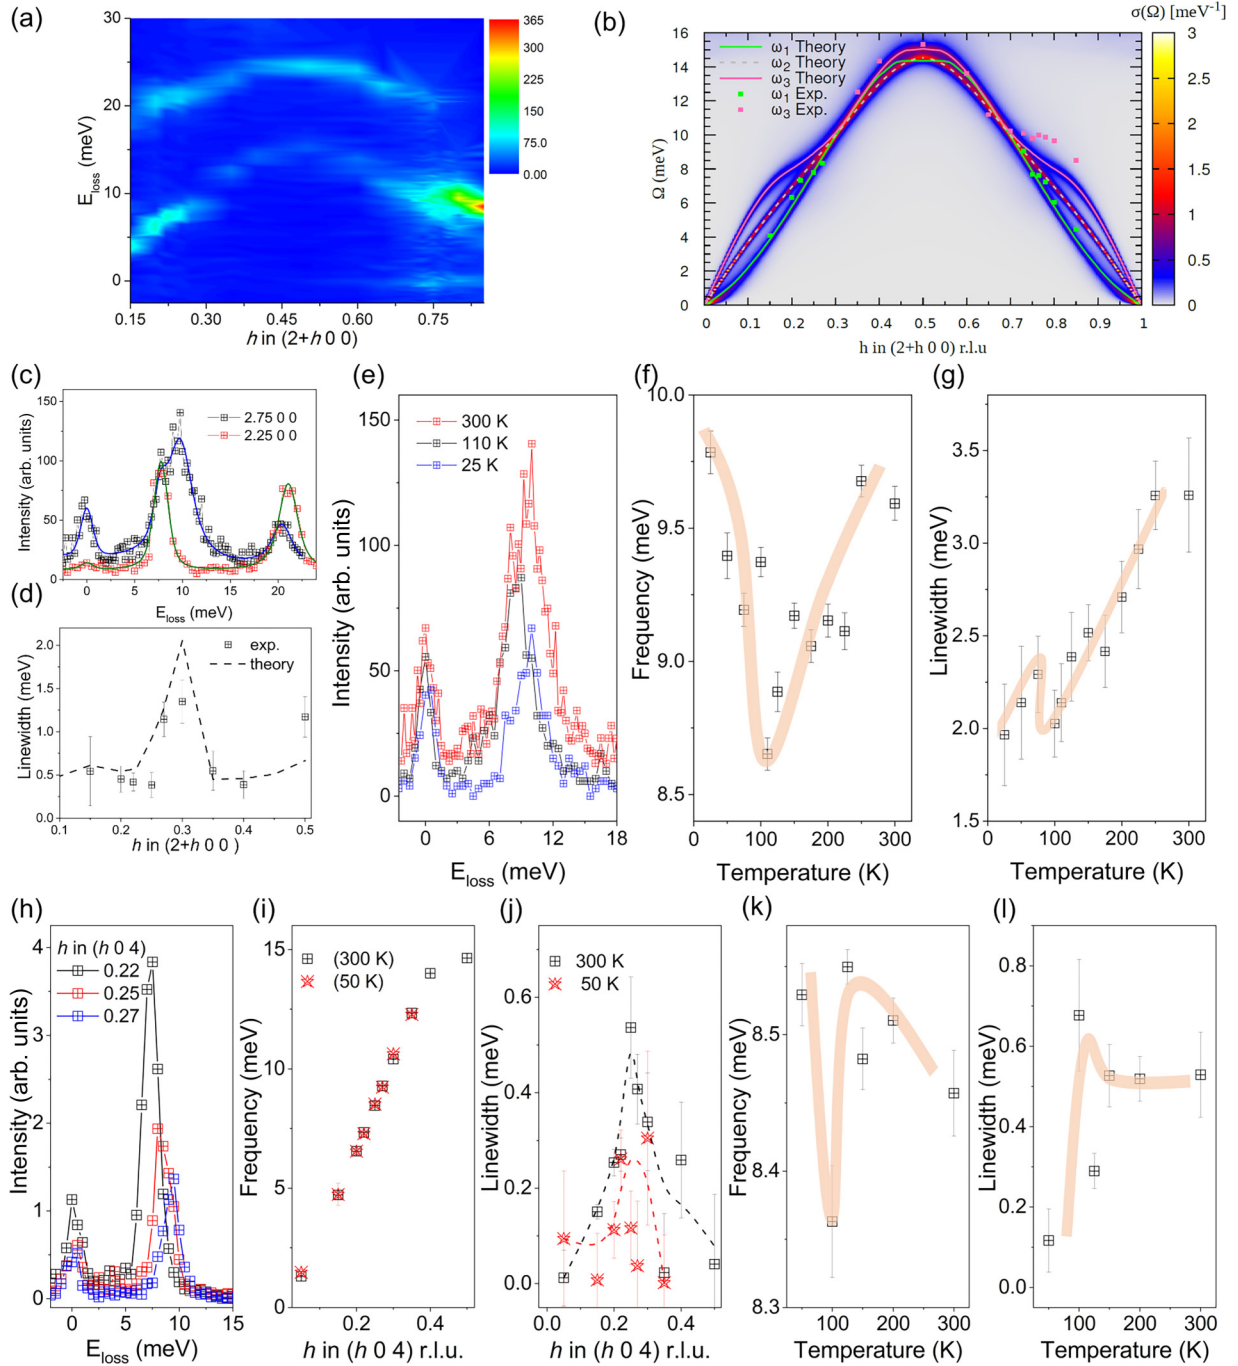 (a)
30
20
10
0
E_loss (meV)
0.15 0.30 0.45 0.60 0.75
h in (2+h 0 0)
365
295
225
150
75.0
0.00
(b)
σ(Ω) [meV⁻¹]
ω₁ Theory
ω₂ Theory
ω₃ Theory
ω₁ Exp.
ω₃ Exp.
16
14
12
10
8
6
4
2
0
Ω (meV)
0 0.1 0.2 0.3 0.4 0.5 0.6 0.7 0.8 0.9 1
h in (2+h 0 0) r.l.u
3
2.5
2
1.5
1
0.5
0
(c)
150
100
50
0
Intensity (arb. units)
2.75 0 0
2.25 0 0
0 5 10 15 20
E_loss (meV)
(d)
2.0
1.5
1.0
0.5
0.0
Linewidth (meV)
exp.
theory
0.1 0.2 0.3 0.4 0.5
h in (2+h 0 0 )
(e)
150
100
50
0
Intensity (arb. units)
300 K
110 K
25 K
0 6 12 18
E_loss (meV)
(f)
10.0
9.5
9.0
8.5
Frequency (meV)
0 100 200 300
Temperature (K)
(g)
3.5
3.0
2.5
2.0
1.5
Linewidth (meV)
0 100 200 300
Temperature (K)
(h)
4
3
2
1
0
Intensity (arb. units)
h in (h 0 4)
0.22
0.25
0.27
0 5 10 15
E_loss (meV)
(i)
15
10
5
0
Frequency (meV)
(300 K)
(50 K)
0.2 0.4
h in (h 0 4) r.l.u.
(j)
0.6
0.4
0.2
0.0
Linewidth (meV)
300 K
50 K
0.0 0.2 0.4
h in (h 0 4) r.l.u.
(k)
8.5
8.4
8.3
Frequency (meV)
100 200 300
Temperature (K)
(l)
1.0
0.8
0.6
0.4
0.2
0.0
Linewidth (meV)
100 200 300
Temperature (K)